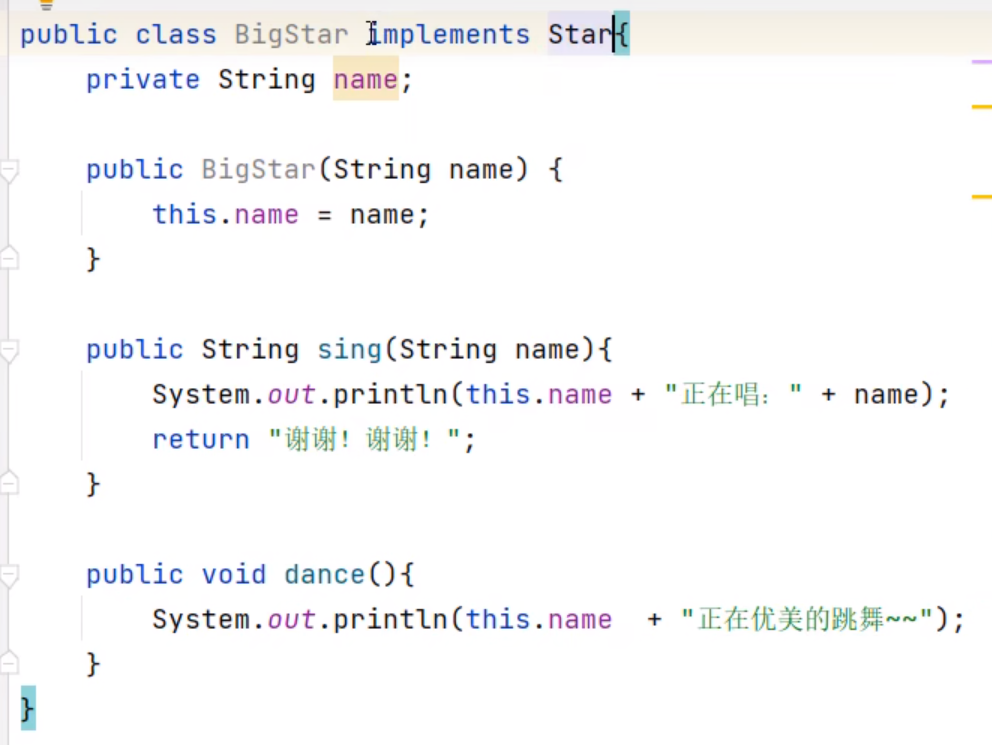 public class BigStar implements Star{
    private String name;
    public BigStar(String name) {
        this.name = name;
    }
    public String sing(String name){
        System.out.println(this.name + "正在唱：" + name);
        return "谢谢！谢谢！";
    }
    public void dance(){
        System.out.println(this.name  + "正在优美的跳舞~~");
    }
}